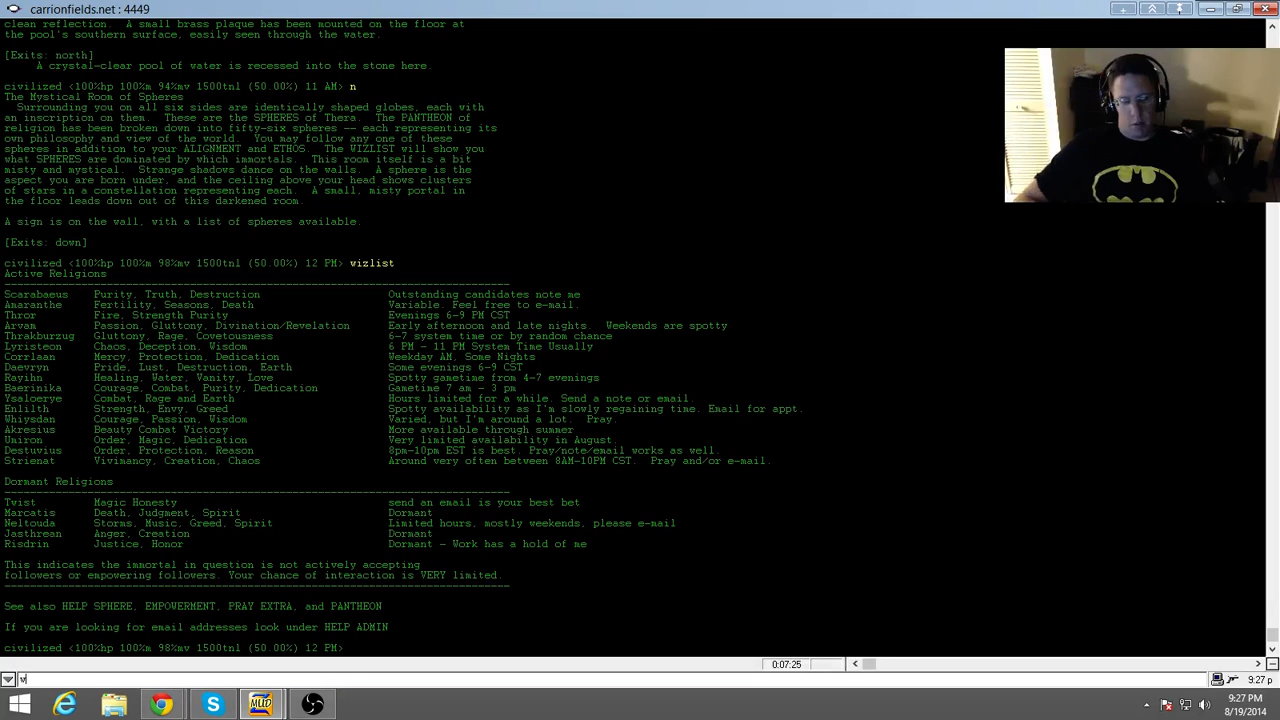 carrionfields.net : 4449
clean reflection.  A small brass plaque has been mounted on the floor at
the pool's southern surface, easily seen through the water.
[Exits: north]
A crystal-clear pool of water is recessed into the stone here.
civilized <100%hp 100%m 94%mv 1500tnl (50.00%) n
The Mystical Room of Spheres
Surrounding you on all six sides are identically shaped globes, each with
an inscription on them. These are the SPHERES The PANTHEON of
religion has been broken down into fifty-six spheres -- each representing its
own philosophy and view of the world. You may follow any one of these
spheres in addition to your ALIGNMENT and ETHOS. The WIZLIST will show you
what SPHERES are dominated by which immortals. The room itself is a bit
misty and mystical.  Strange shadows dance on the A sphere is the
aspect you are born under, and the ceiling above your head shows clusters
of stars in a constellation representing each.  A small, misty portal in
the floor leads down out of this darkened room.
A sign is on the wall, with a list of spheres available.
[Exits: down]
civilized <100%hp 100%m 98%mv 1500tnl (50.00%) 12 PM> wizlist
Active Religions
Scarabaeus Purity, Truth, Destruction Outstanding candidates note me
Amaranthe Fertility, Seasons, Death Variable. Feel free to e-mail.
Thror Fire, Strength Purity Evenings 6-9 PM CST
Arvam Passion, Gluttony, Divination/Revelation Early afternoon and late nights.  Weekends are spotty
Thrakburzug Gluttony, Rage, Covetousness 6-7 system time or by random chance
Lyristeon Chaos, Deception, Wisdom 6 PM - 11 PM System Time Usually
Corrlaan Mercy, Protection, Dedication Weekday AM, Some Nights
Daevryn Pride, Lust, Destruction, Earth Some evenings 6-9 CST
Rayihn Healing, Water, Vanity, Love Spotty gametime from 4-7 evenings
Baerinika Courage, Combat, Purity, Dedication Gametime 7 am - 3 pm
Ysaloerye Combat, Rage and Earth Hours limited for a while. Send a note or email.
Enlilth Strength, Envy, Greed Spotty availability as I'm slowly regaining time. Email for appt.
Whiysdan Courage, Passion, Wisdom Varied, but I'm around a lot.  Pray.
Akresius Beauty Combat Victory More available through summer
Umiron Order, Magic, Dedication Very limited availability in August.
Destuvius Order, Protection, Reason 8pm-10pm EST is best. Pray/note/email works as well.
Strienat Vivimancy, Creation, Chaos Around very often between 8AM-10PM CST.  Pray and/or e-mail.
Dormant Religions
Twist Magic Honesty send an email is your best bet
Marcatis Death, Judgment, Spirit Dormant
Neltouda Storms, Music, Greed, Spirit Limited hours, mostly weekends, please e-mail
Jasthrean Anger, Creation Dormant
Risdrin Justice, Honor Dormant - Work has a hold of me
This indicates the immortal in question is not actively accepting
followers or empowering followers. Your chance of interaction is VERY limited.
See also HELP SPHERE, EMPOWERMENT, PRAY EXTRA, and PANTHEON
If you are looking for email addresses look under HELP ADMIN
civilized <100%hp 100%m 98%mv 1500tnl (50.00%) 12 PM>
0:07:25
v
9:27 p
MUD
9:27 PM
8/19/2014